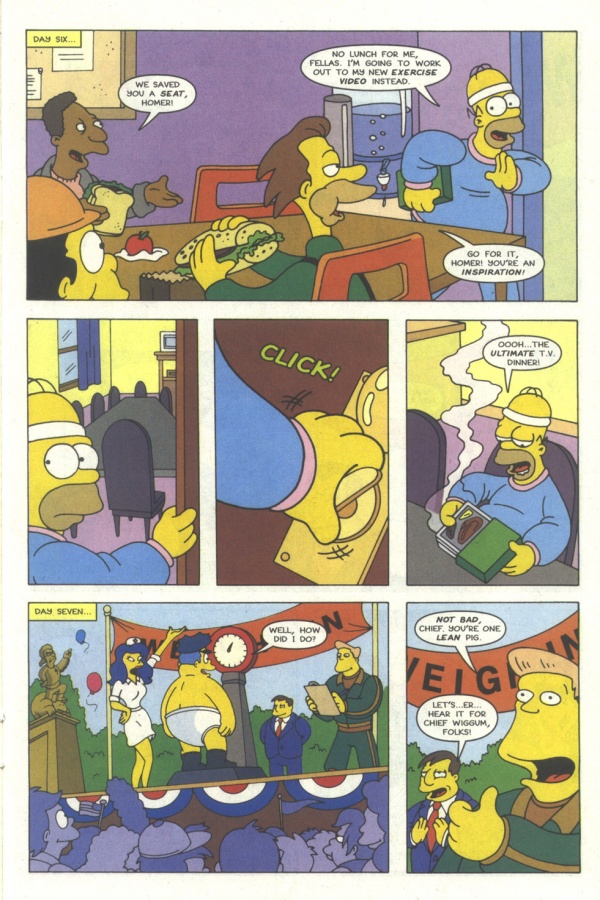 DAY SIX...
WE SAVED
YOU A SEAT,
HOMER!
NO LUNCH FOR ME,
FELLAS. I'M GOING TO WORK
OUT TO MY NEW EXERCISE
VIDEO INSTEAD.
GO FOR IT,
HOMER! YOU'RE AN
INSPIRATION!
CLICK!
OOOH...THE
ULTIMATE T.V.
DINNER!
DAY SEVEN...
WE
N
WELL, HOW
DID I DO?
NOT BAD,
CHIEF. YOU'RE ONE
LEAN PIG.
WEIGH IN
LET'S...ER...
HEAR IT FOR
CHIEF WIGGUM,
FOLKS!